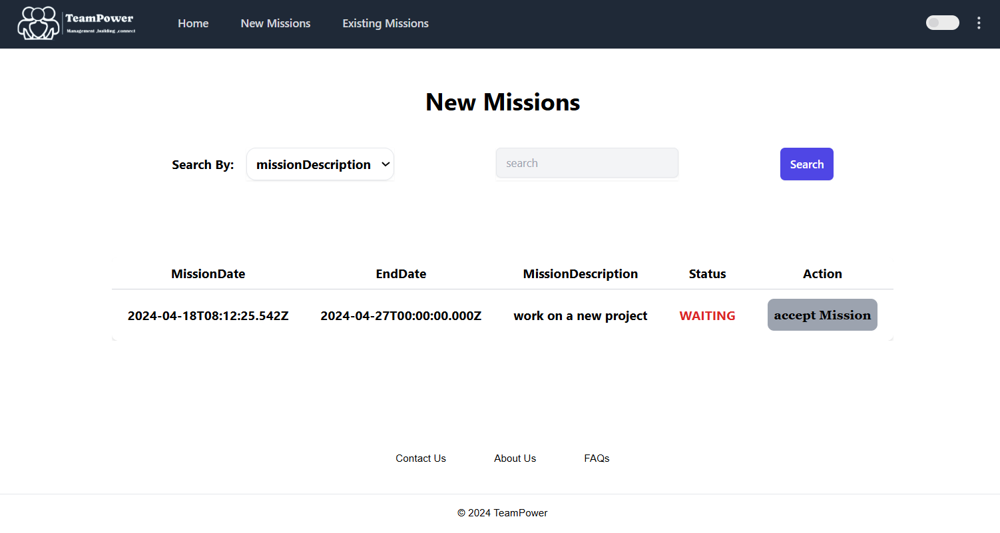 TeamPower
Management ,building ,connect
Home New Missions Existing Missions
New Missions
Search By: missionDescription search Search
MissionDate EndDate MissionDescription Status Action
2024-04-18T08:12:25.542Z 2024-04-27T00:00:00.000Z work on a new project WAITING accept Mission
Contact Us About Us FAQs
© 2024 TeamPower